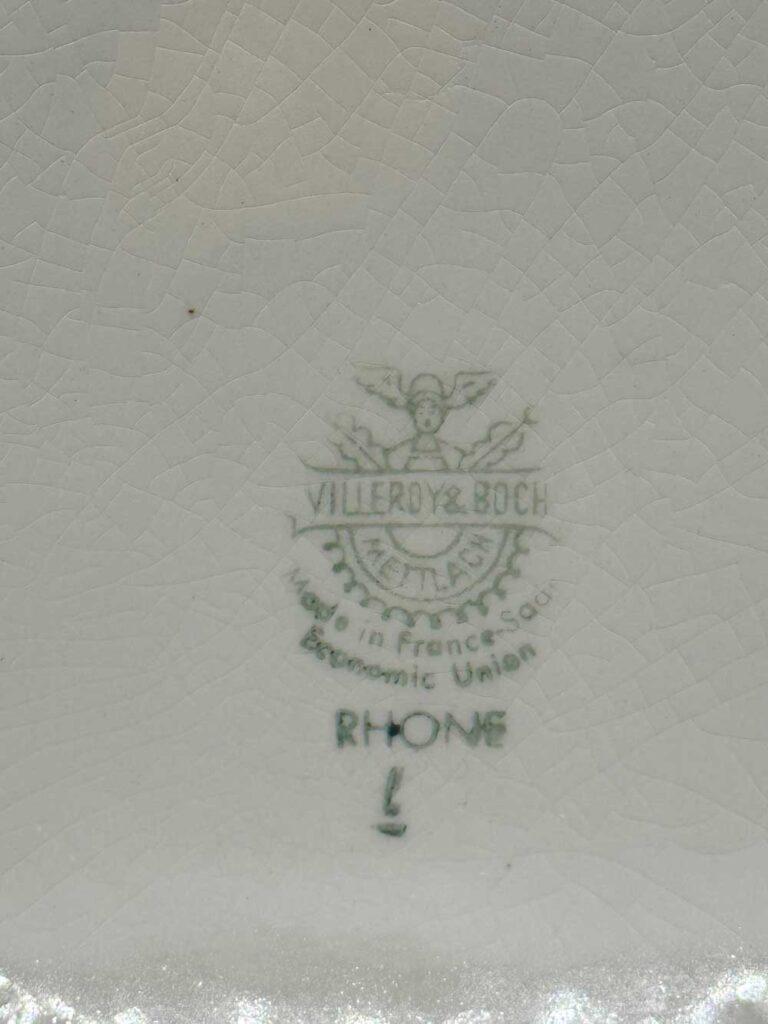 VILLEROY & BOCH
METTLACH
Made in France-Saar
Economic Union
RHONE
l